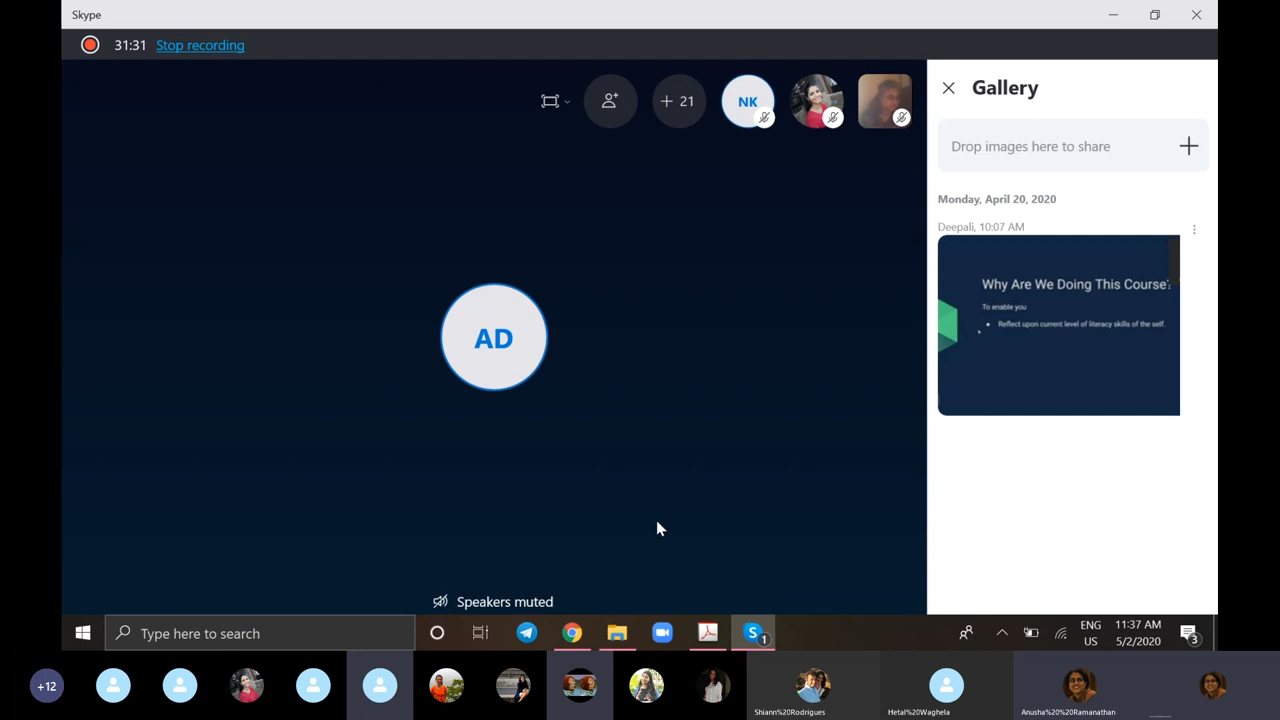 Skype
31:31 Stop recording
+ 21
NK
Gallery
Drop images here to share
Monday, April 20, 2020
Deepali, 10:07 AM
Why Are We Doing This Course?
To enable you
Reflect upon current level of literacy skills of the self.
AD
Speakers muted
Type here to search
1
ENG
US
11:37 AM
5/2/2020
3
+12
Shiann%20Rodrigues
Hetal%20Waghela
Anusha%20%20Ramanathan